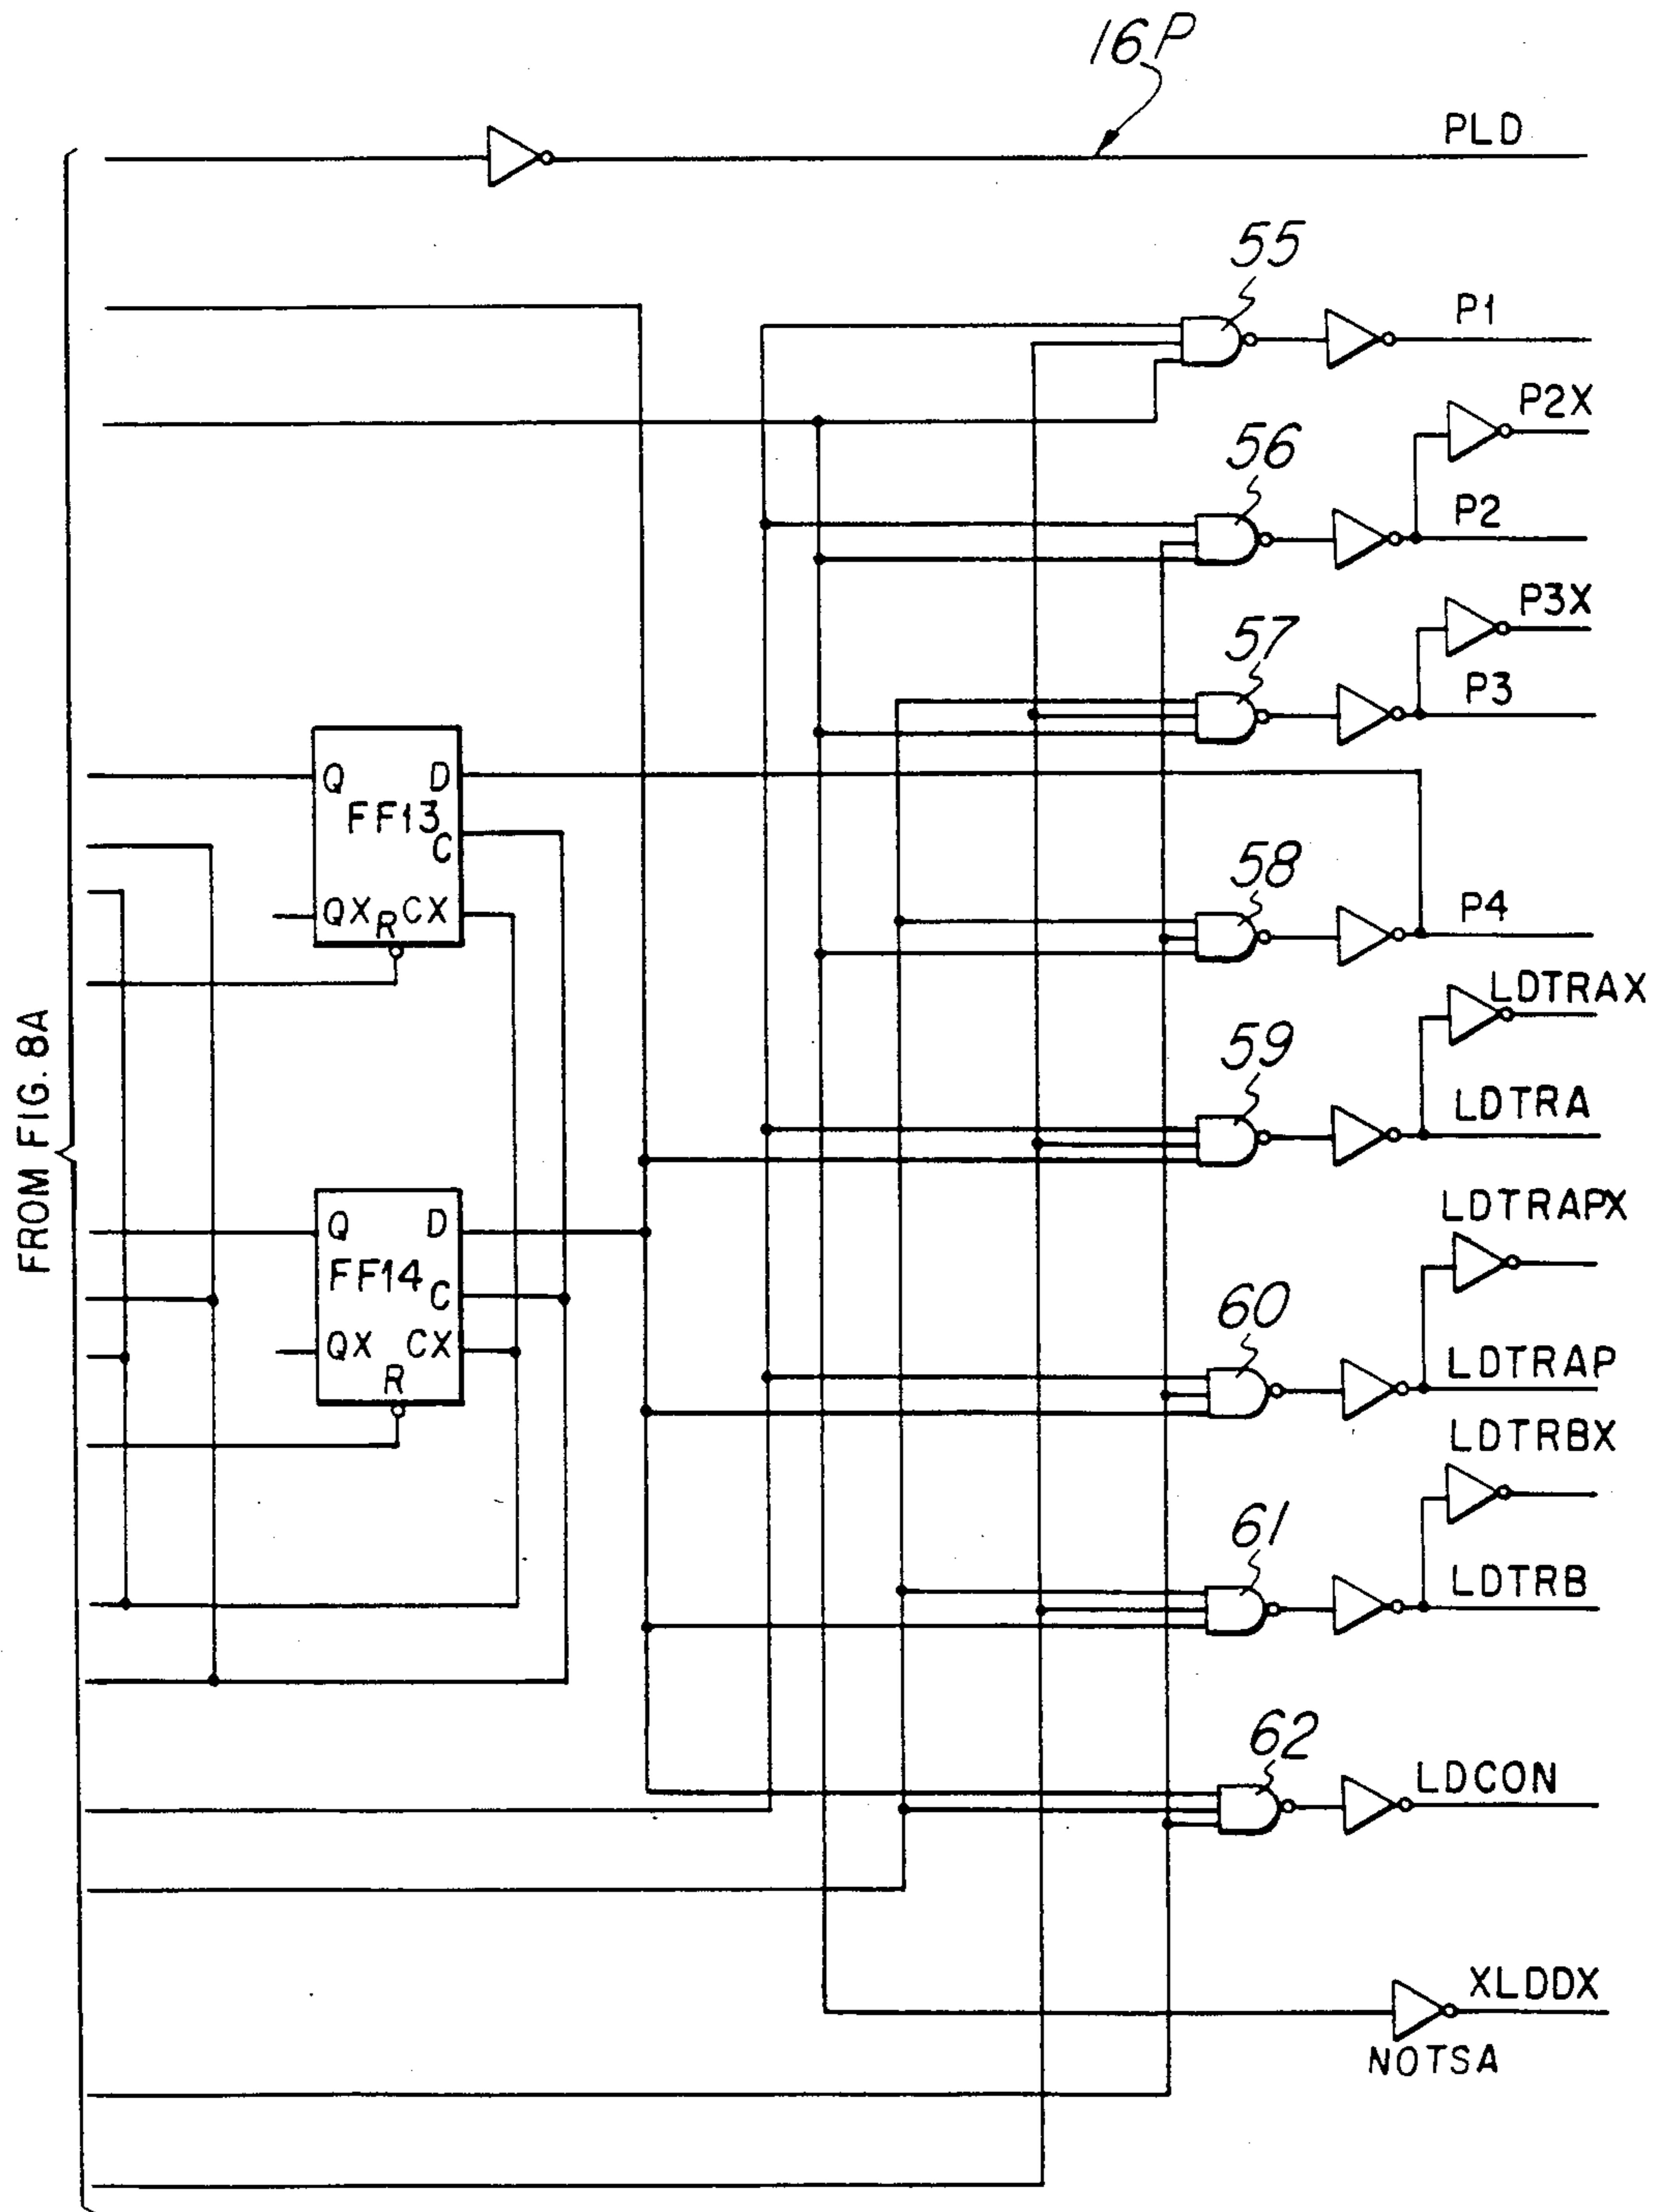 16P
PLD
55
P1
P2X
56
P2
P3X
57
P3
Q D
FF13
C
QX R CX
58
P4
LDTRAX
59
LDTRA
FROM FIG. 8A
LDTRAPX
Q D
FF14
C
QX CX
R
60
LDTRAP
LDTRBX
61
LDTRB
62
LDCON
XLDDX
NOTSA